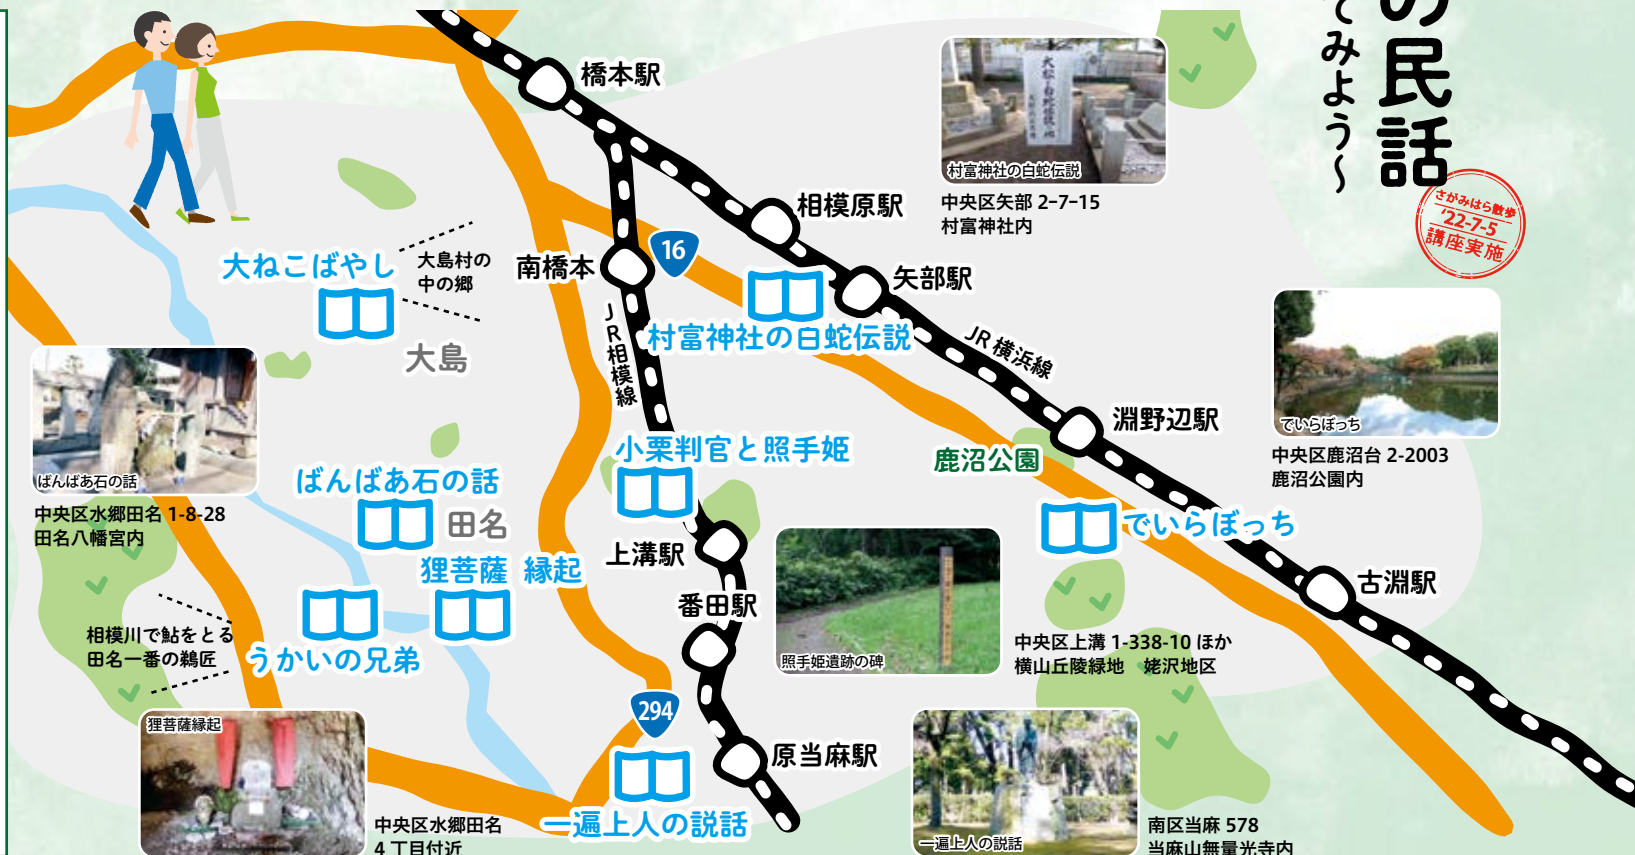 の民話
てみよう～
さがみはら散歩
'22-7-5
講座実施
橋本駅
相模原駅
矢部駅
淵野辺駅
古淵駅
JR横浜線
南橋本
JR相模線
上溝駅
番田駅
原当麻駅
16
294
大ねこばやし
大島村の
中の郷
大島
村富神社の白蛇伝説
村富神社の白蛇伝説
中央区矢部 2-7-15
村富神社内
でいらぼっち
中央区鹿沼台 2-2003
鹿沼公園内
鹿沼公園
でいらぼっち
小栗判官と照手姫
照手姫遺跡の碑
中央区上溝 1-338-10 ほか
横山丘陵緑地　姥沢地区
ばんばあ石の話
中央区水郷田名 1-8-28
田名八幡宮内
ばんばあ石の話
田名
狸菩薩 縁起
うかいの兄弟
相模川で鮎をとる
田名一番の鵜匠
狸菩薩縁起
中央区水郷田名
4 丁目付近
一遍上人の説話
一遍上人の説話
南区当麻 578
当麻山無量光寺内